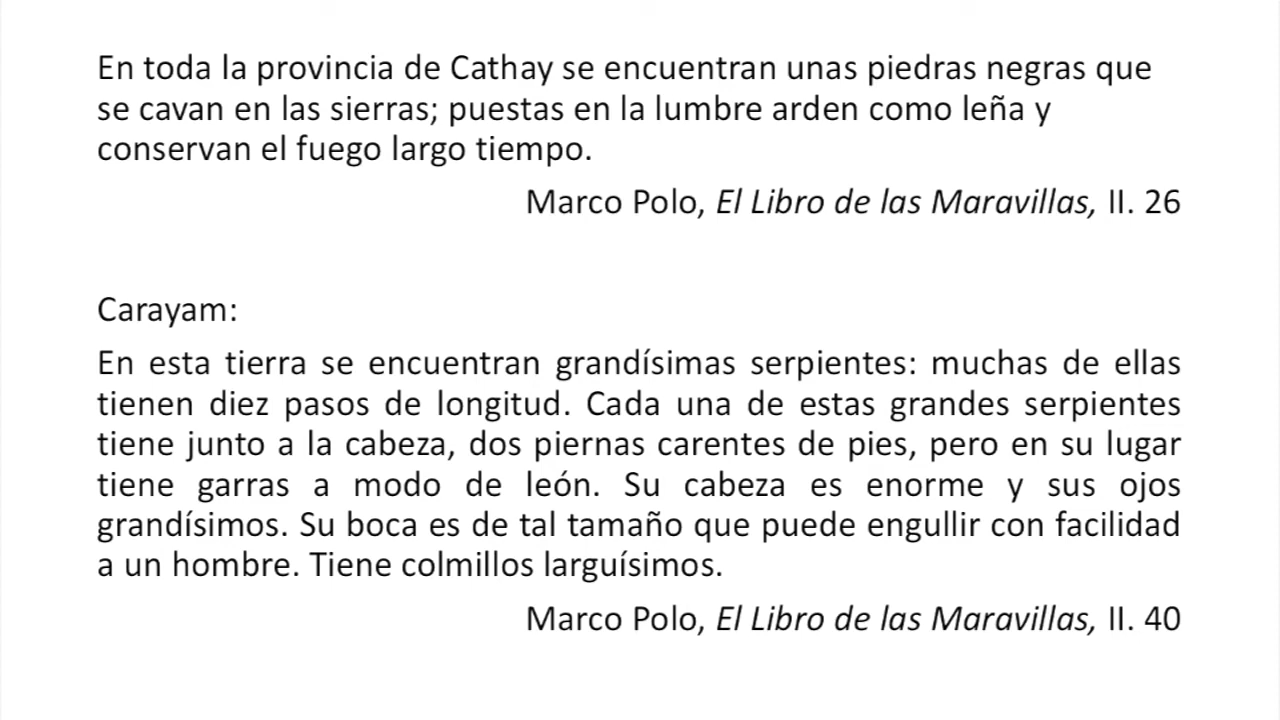 En toda la provincia de Cathay se encuentran unas piedras negras que
se cavan en las sierras; puestas en la lumbre arden como leña y
conservan el fuego largo tiempo.
Marco Polo, El Libro de las Maravillas, II. 26
Carayam:
En esta tierra se encuentran grandísimas serpientes: muchas de ellas
tienen diez pasos de longitud. Cada una de estas grandes serpientes
tiene junto a la cabeza, dos piernas carentes de pies, pero en su lugar
tiene garras a modo de león. Su cabeza es enorme y sus ojos
grandísimos. Su boca es de tal tamaño que puede engullir con facilidad
a un hombre. Tiene colmillos larguísimos.
Marco Polo, El Libro de las Maravillas, II. 40